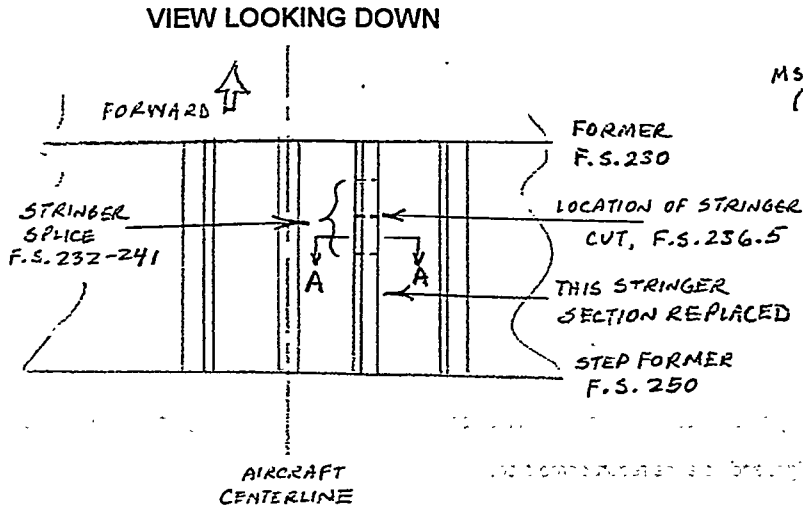 VIEW LOOKING DOWN
MS
FORWARD
FORMER
F.S.230
STRINGER
SPLICE
F.S.232-241
LOCATION OF STRINGER
CUT, F.S.236.5
A
A
THIS STRINGER
SECTION REPLACED
STEP FORMER
F.S.250
AIRCRAFT
CENTERLINE